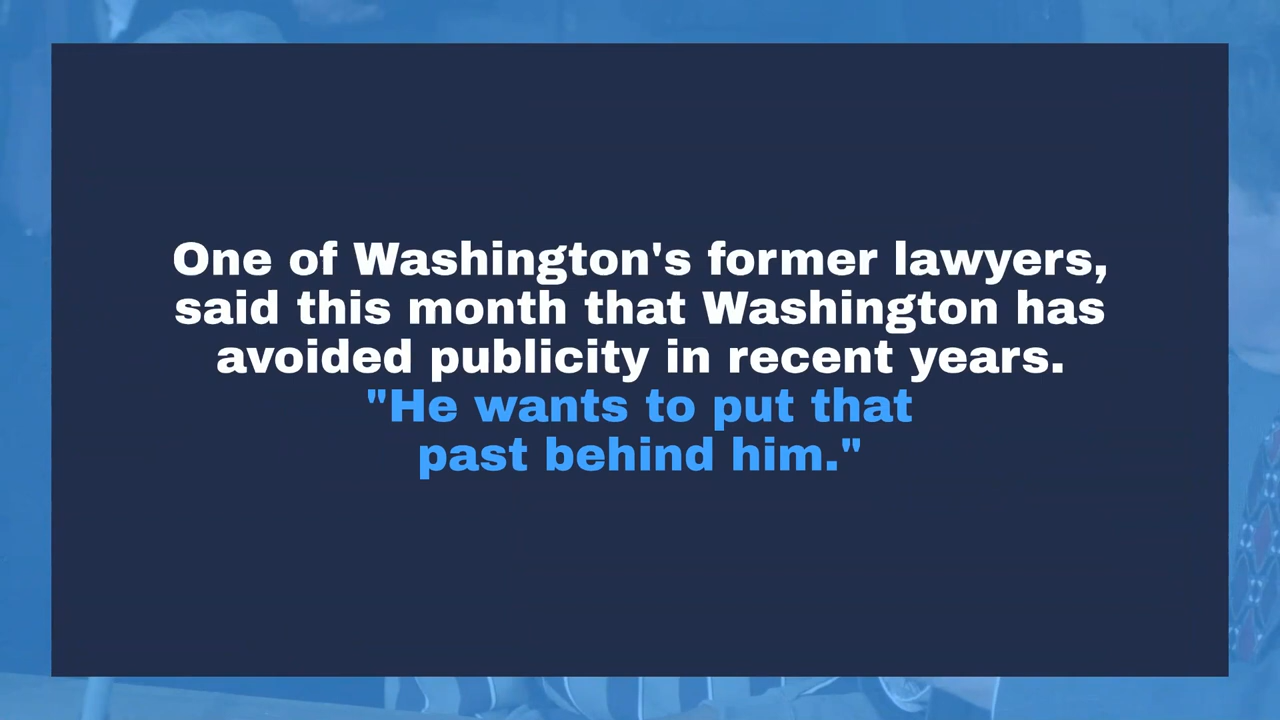 One of Washington's former lawyers,
said this month that Washington has
avoided publicity in recent years.
"He wants to put that
past behind him."